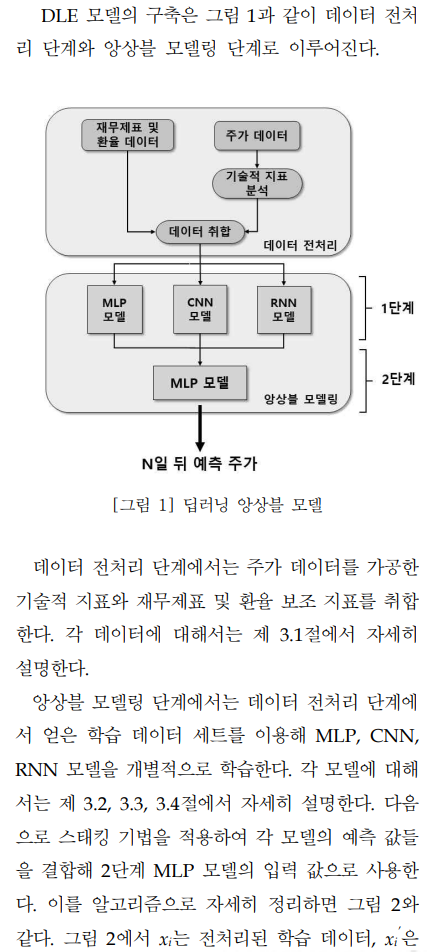 DLE 모델의 구축은 그림 1과 같이 데이터 전처
리 단계와 앙상블 모델링 단계로 이루어진다.
재무제표 및
환율 데이터
주가 데이터
기술적 지표
분석
데이터 취합
데이터 전처리
MLP
모델
CNN
모델
RNN
모델
1단계
MLP 모델
2단계
앙상블 모델링
N일 뒤 예측 주가
[그림 1] 딥러닝 앙상블 모델
데이터 전처리 단계에서는 주가 데이터를 가공한
기술적 지표와 재무제표 및 환율 보조 지표를 취합
한다. 각 데이터에 대해서는 제 3.1절에서 자세히
설명한다.
앙상블 모델링 단계에서는 데이터 전처리 단계에
서 얻은 학습 데이터 세트를 이용해 MLP, CNN,
RNN 모델을 개별적으로 학습한다. 각 모델에 대해
서는 제 3.2, 3.3, 3.4절에서 자세히 설명한다. 다음
으로 스태킹 기법을 적용하여 각 모델의 예측 값들
을 결합해 2단계 MLP 모델의 입력 값으로 사용한
다. 이를 알고리즘으로 자세히 정리하면 그림 2와
같다. 그림 2에서 xᵢ는 전처리된 학습 데이터, xᵢ′은